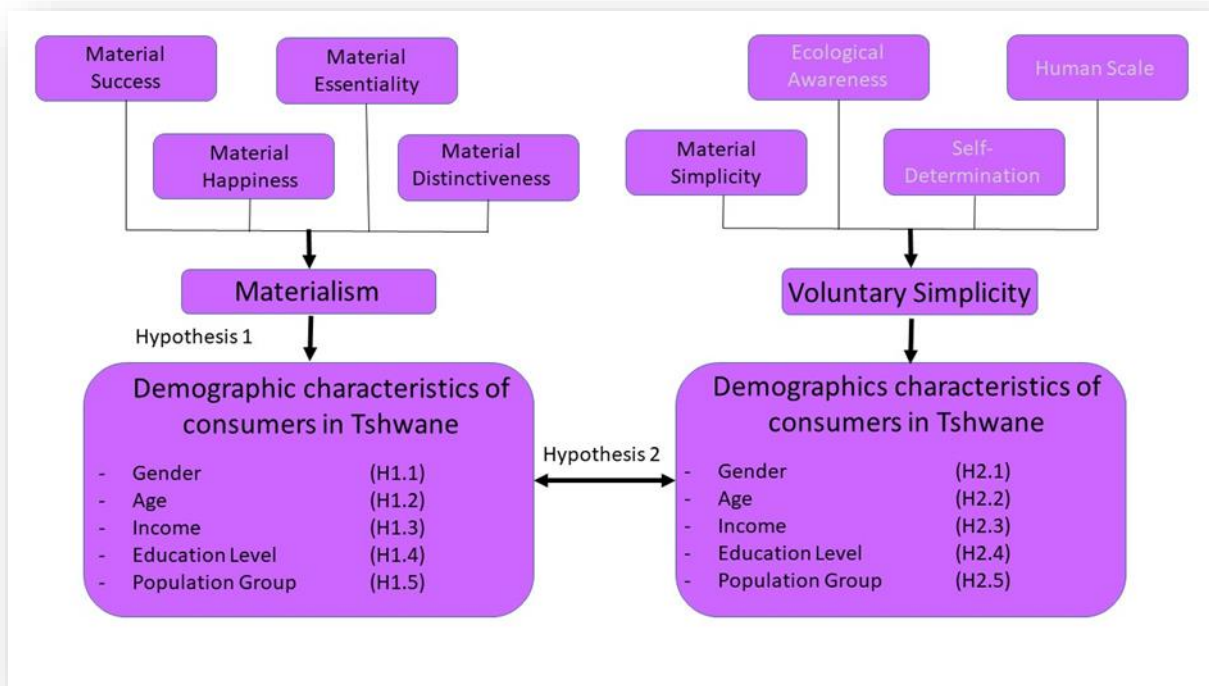 Material
Success
Material
Essentiality
Material
Happiness
Material
Distinctiveness
Ecological
Awareness
Human Scale
Material
Simplicity
Self-
Determination
Materialism
Voluntary Simplicity
Hypothesis 1
Demographic characteristics of
consumers in Tshwane
- Gender (H1.1)
- Age (H1.2)
- Income (H1.3)
- Education Level (H1.4)
- Population Group (H1.5)
Hypothesis 2
Demographics characteristics of
consumers in Tshwane
- Gender (H2.1)
- Age (H2.2)
- Income (H2.3)
- Education Level (H2.4)
- Population Group (H2.5)